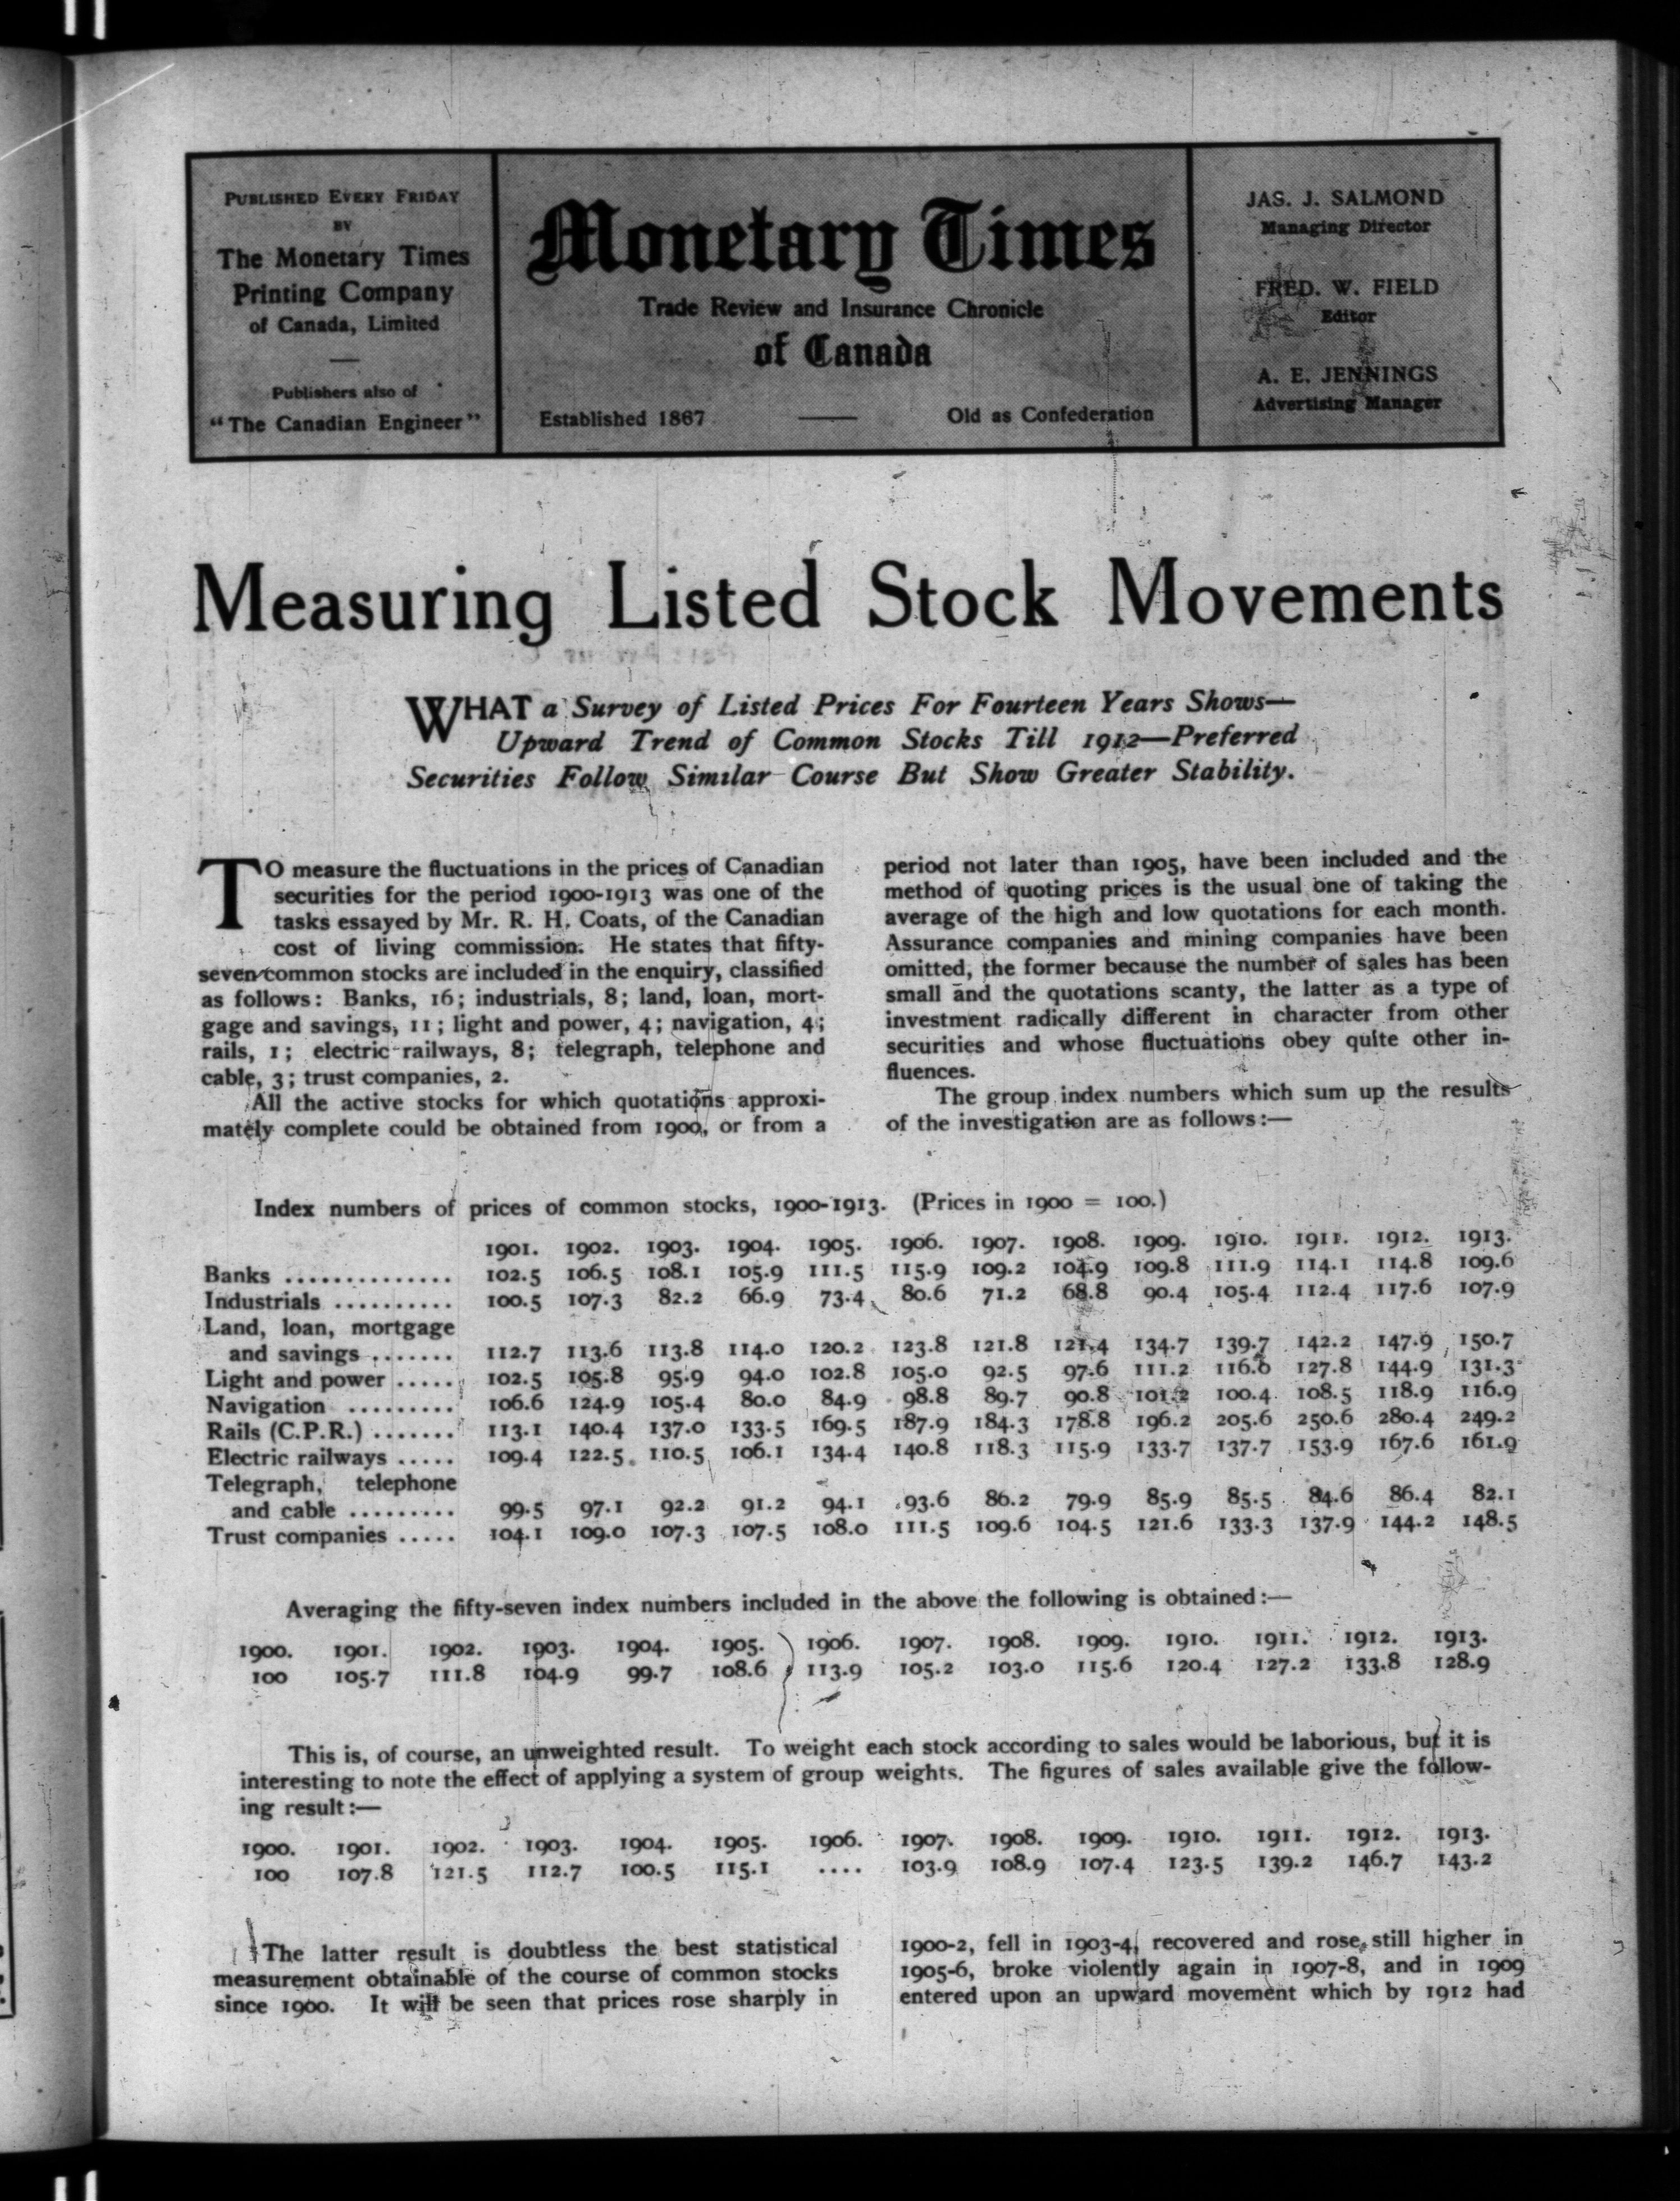 PUBLISHED EVERY FRIDAY
BY
The Monetary Times
Printing Company
of Canada, Limited
Publishers also of
"The Canadian Engineer"
Monetary Times
Trade Review and Insurance Chronicle
of Canada
Established 1867 Old as Confederation
JAS. J. SALMOND
Managing Director
FRED. W. FIELD
Editor
A. E. JENNINGS
Advertising Manager
Measuring Listed Stock Movements
WHAT a Survey of Listed Prices For Fourteen Years Shows—
Upward Trend of Common Stocks Till 1912—Preferred
Securities Follow Similar Course But Show Greater Stability.
TO measure the fluctuations in the prices of Canadian
securities for the period 1900-1913 was one of the
tasks essayed by Mr. R. H. Coats, of the Canadian
cost of living commission. He states that fifty-
seven common stocks are included in the enquiry, classified
as follows: Banks, 16; industrials, 8; land, loan, mort-
gage and savings, 11; light and power, 4; navigation, 4;
rails, 1; electric railways, 8; telegraph, telephone and
cable, 3; trust companies, 2.
All the active stocks for which quotations approxi-
mately complete could be obtained from 1900, or from a
period not later than 1905, have been included and the
method of quoting prices is the usual one of taking the
average of the high and low quotations for each month.
Assurance companies and mining companies have been
omitted, the former because the number of sales has been
small and the quotations scanty, the latter as a type of
investment radically different in character from other
securities and whose fluctuations obey quite other in-
fluences.
The group index numbers which sum up the results
of the investigation are as follows:—
Index numbers of prices of common stocks, 1900-1913. (Prices in 1900 = 100.)
1901. 1902. 1903. 1904. 1905. 1906. 1907. 1908. 1909. 1910. 1911. 1912. 1913.
Banks .............. 102.5 106.5 108.1 105.9 111.5 115.9 109.2 104.9 109.8 111.9 114.1 114.8 109.6
Industrials .......... 100.5 107.3 82.2 66.9 73.4 80.6 71.2 68.8 90.4 105.4 112.4 117.6 107.9
Land, loan, mortgage
and savings ....... 112.7 113.6 113.8 114.0 120.2 123.8 121.8 121.4 134.7 139.7 142.2 147.9 150.7
Light and power ..... 102.5 105.8 95.9 94.0 102.8 105.0 92.5 97.6 111.2 116.6 127.8 144.9 131.3
Navigation ......... 106.6 124.9 105.4 80.0 84.9 98.8 89.7 90.8 101.2 100.4 108.5 118.9 116.9
Rails (C.P.R.) ....... 113.1 140.4 137.0 133.5 169.5 187.9 184.3 178.8 196.2 205.6 250.6 280.4 249.2
Electric railways ..... 109.4 122.5 110.5 106.1 134.4 140.8 118.3 115.9 133.7 137.7 153.9 167.6 161.9
Telegraph, telephone
and cable ......... 99.5 97.1 92.2 91.2 94.1 93.6 86.2 79.9 85.9 85.5 84.6 86.4 82.1
Trust companies ..... 104.1 109.0 107.3 107.5 108.0 111.5 109.6 104.5 121.6 133.3 137.9 144.2 148.5
Averaging the fifty-seven index numbers included in the above the following is obtained:—
1900. 1901. 1902. 1903. 1904. 1905. 1906. 1907. 1908. 1909. 1910. 1911. 1912. 1913.
100 105.7 111.8 104.9 99.7 108.6 113.9 105.2 103.0 115.6 120.4 127.2 133.8 128.9
This is, of course, an unweighted result. To weight each stock according to sales would be laborious, but it is
interesting to note the effect of applying a system of group weights. The figures of sales available give the follow-
ing result:—
1900. 1901. 1902. 1903. 1904. 1905. 1906. 1907. 1908. 1909. 1910. 1911. 1912. 1913.
100 107.8 121.5 112.7 100.5 115.1 .... 103.9 108.9 107.4 123.5 139.2 146.7 143.2
The latter result is doubtless the best statistical
measurement obtainable of the course of common stocks
since 1900. It will be seen that prices rose sharply in
1900-2, fell in 1903-4, recovered and rose still higher in
1905-6, broke violently again in 1907-8, and in 1909
entered upon an upward movement which by 1912 had